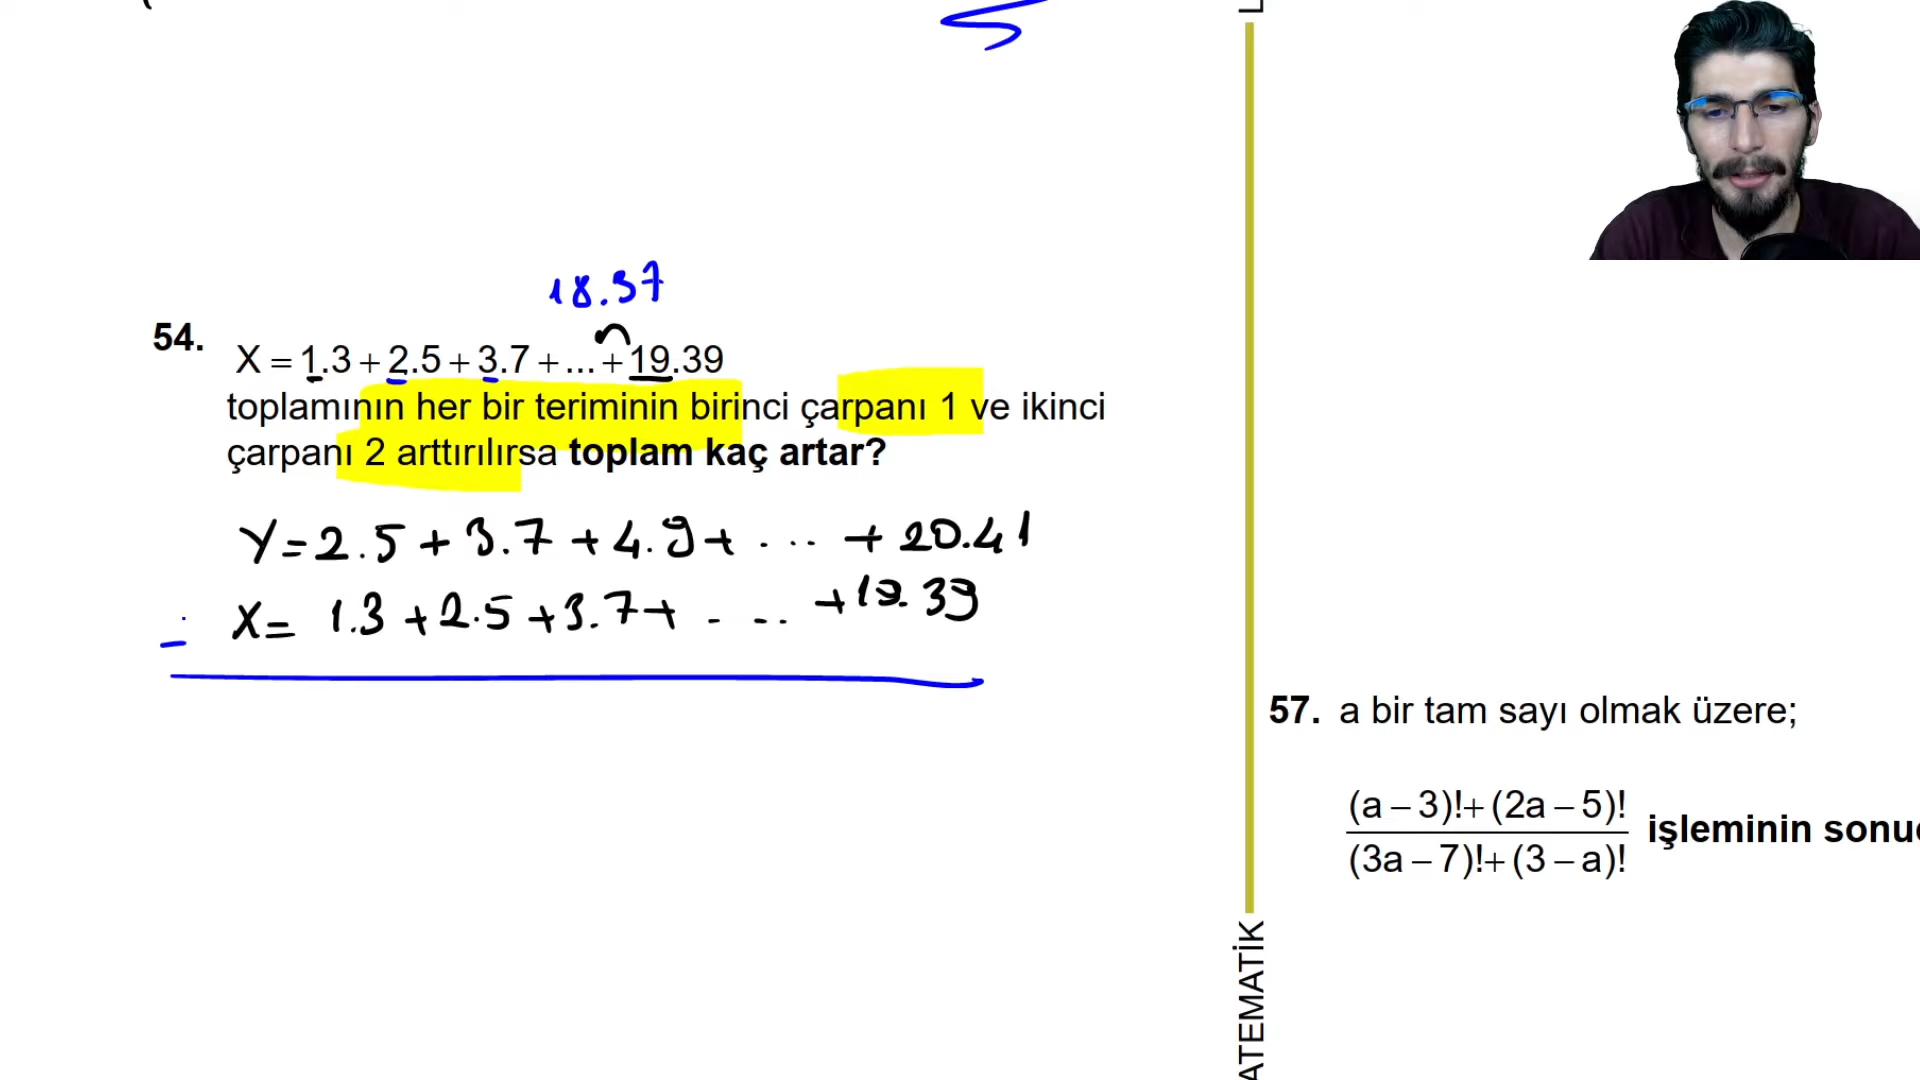 18.37
54.
X = 1.3 + 2.5 + 3.7 + ... + 19.39
toplamının her bir teriminin birinci çarpanı 1 ve ikinci
çarpanı 2 arttırılırsa toplam kaç artar?
Y = 2.5 + 3.7 + 4.9 + .... + 20.41
- X = 1.3 + 2.5 + 3.7 + .... + 19.39
57. a bir tam sayı olmak üzere;
(a – 3)! + (2a – 5)!
(3a – 7)! + (3 – a)!
işleminin